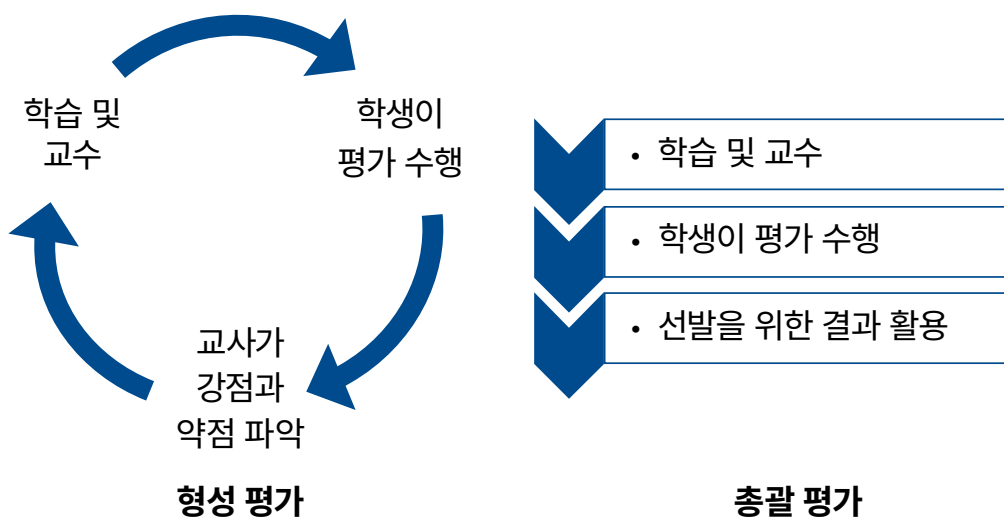 학습 및
교수
학생이
평가 수행
교사가
강점과
약점 파악
형성 평가
• 학습 및 교수
• 학생이 평가 수행
• 선발을 위한 결과 활용
총괄 평가